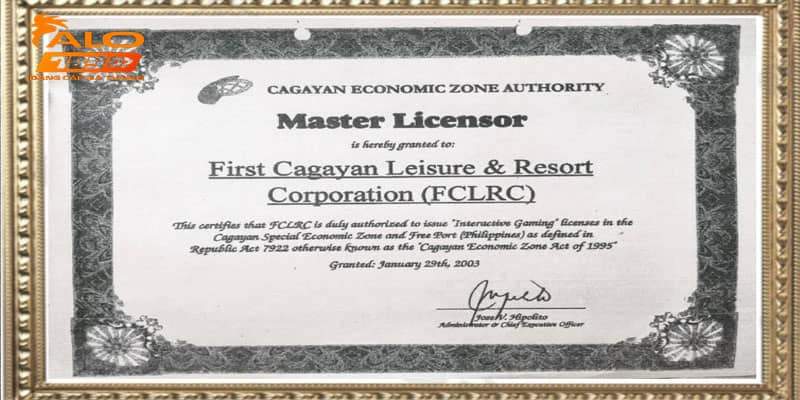 ALO
CAGAYAN ECONOMIC ZONE AUTHORITY
Master Licensor
is hereby granted to:
First Cagayan Leisure & Resort
Corporation (FCLRC)
This certifies that FCLRC is duly authorized to issue "Interactive Gaming" licenses in the
Cagayan Special Economic Zone and Free Port (Philippines) as defined in
Republic Act 7922 otherwise known as the "Cagayan Economic Zone Act of 1995"
Granted: January 29th, 2003
Jose V. Hipolito
Administrator & Chief Executive Officer